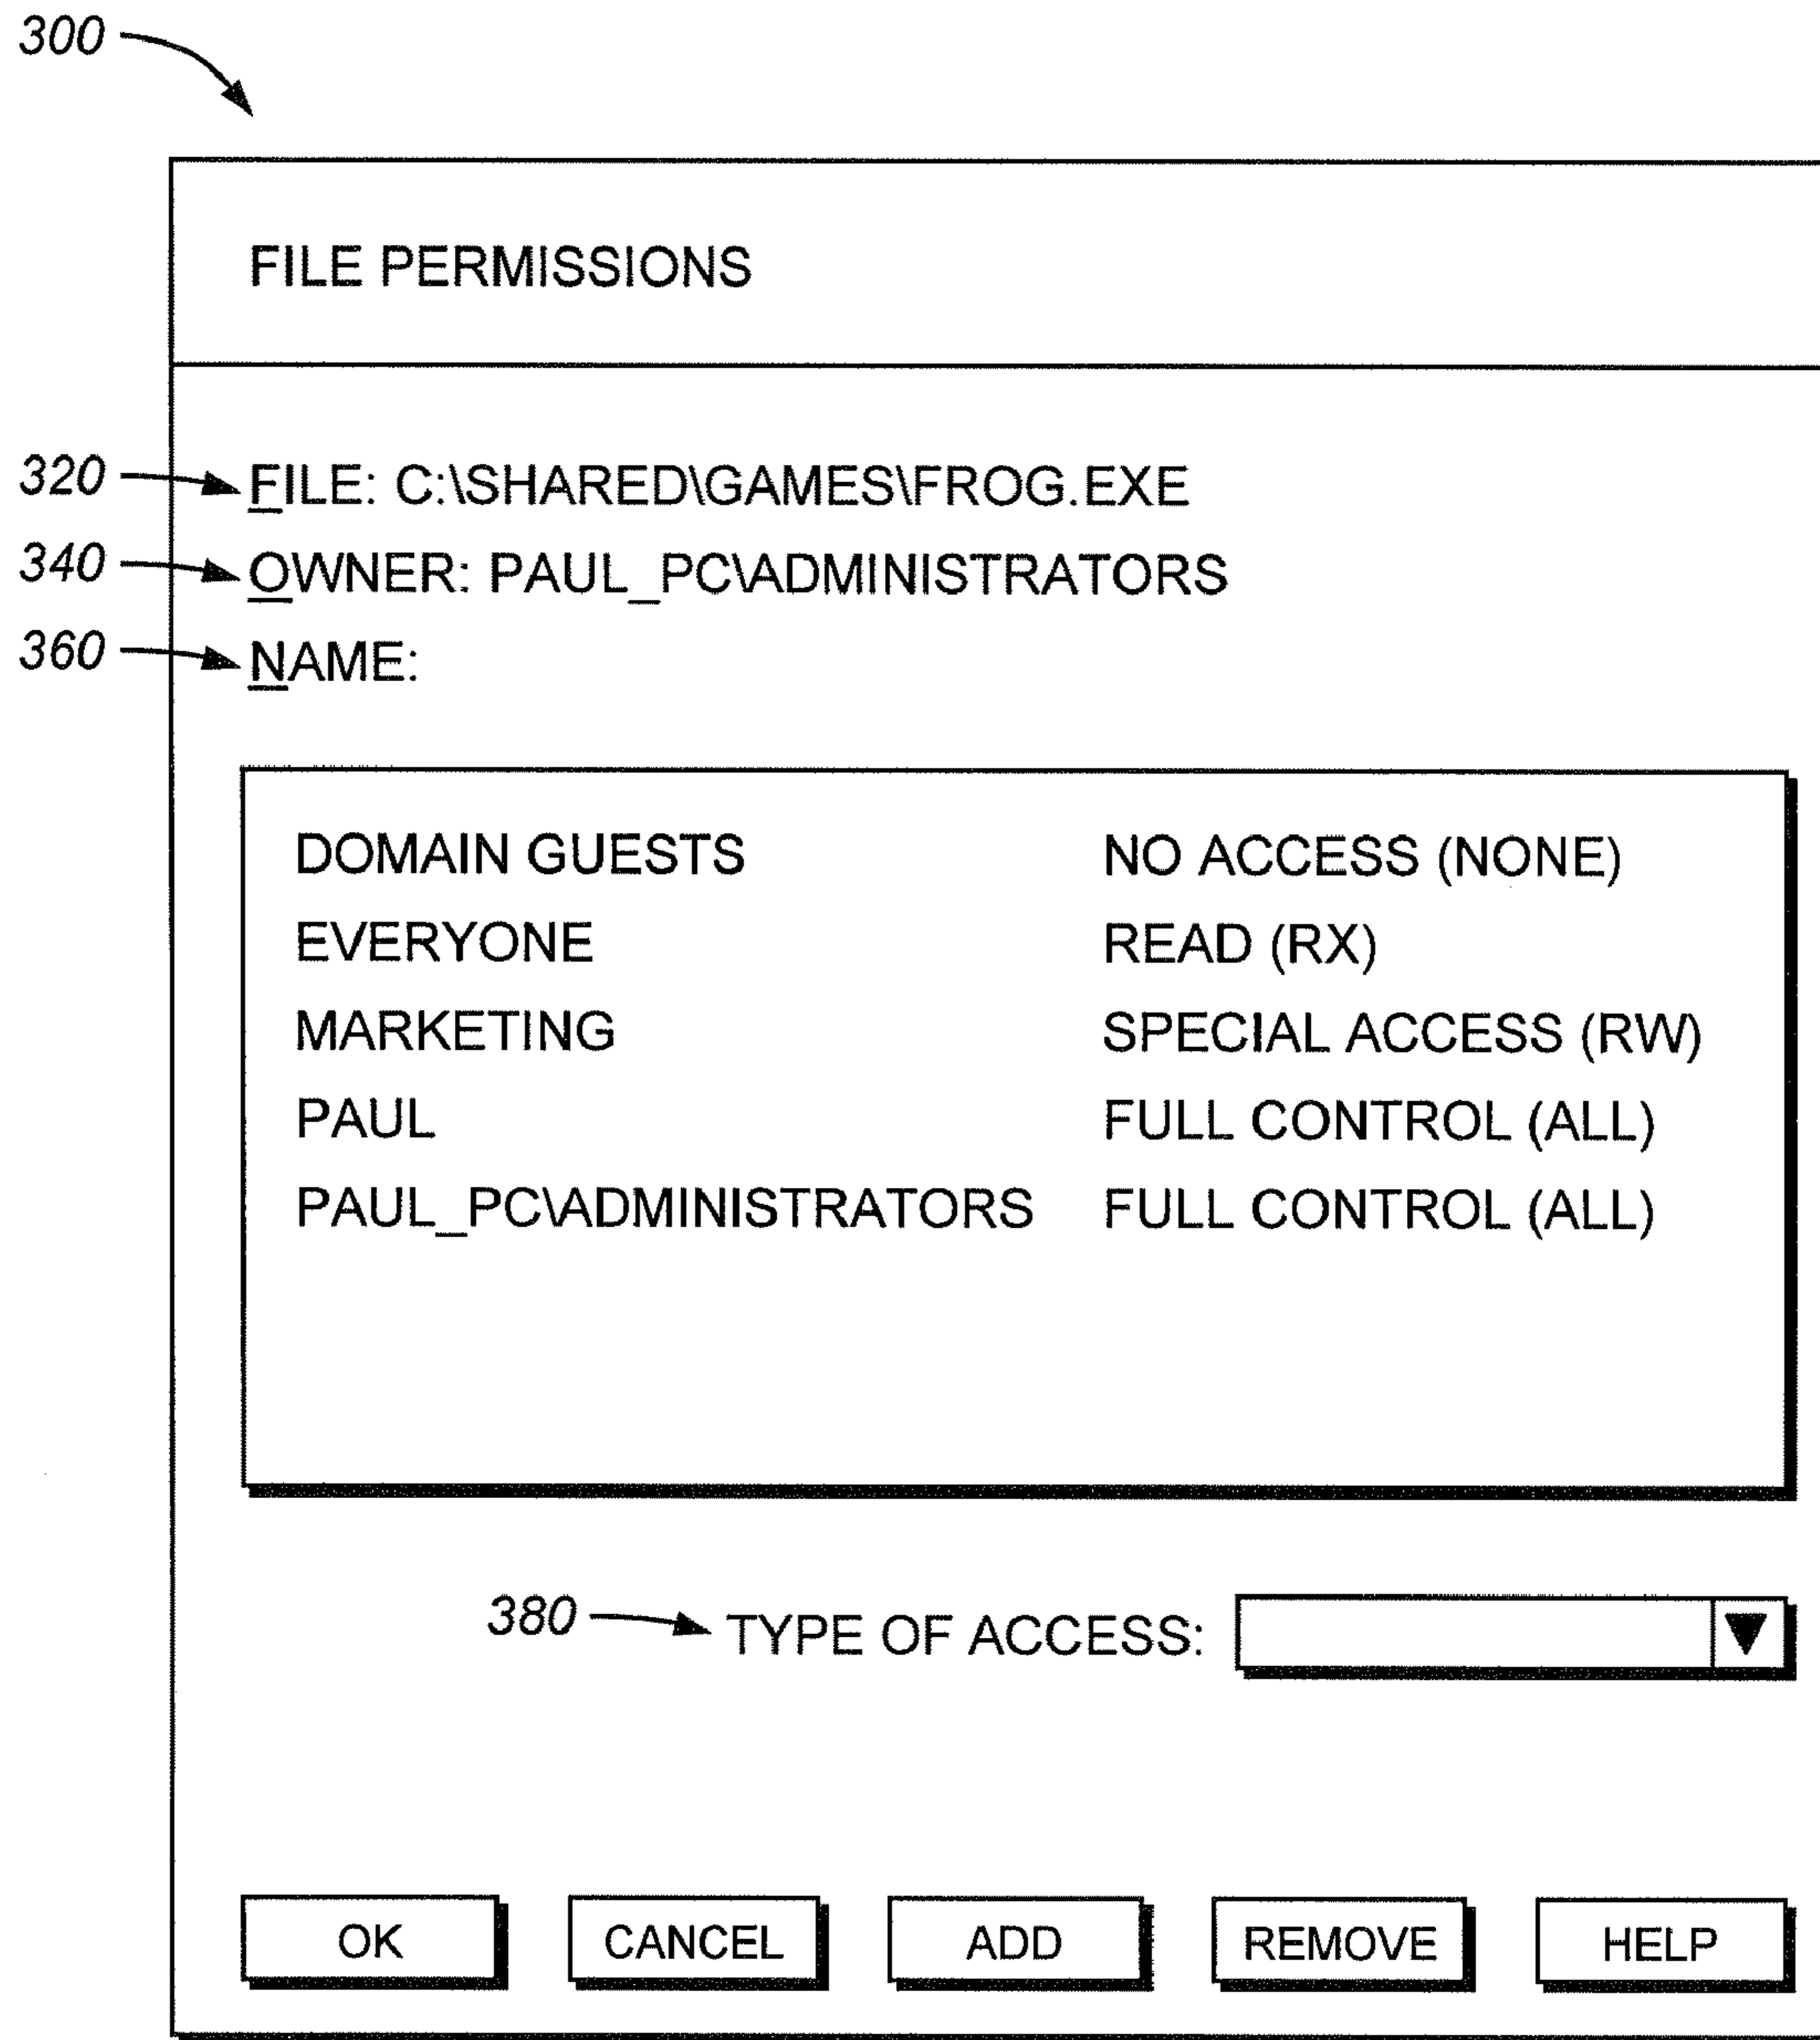 300
FILE PERMISSIONS
320 FILE: C:\SHARED\GAMES\FROG.EXE
340 OWNER: PAUL_PC\ADMINISTRATORS
360 NAME:
DOMAIN GUESTS NO ACCESS (NONE)
EVERYONE READ (RX)
MARKETING SPECIAL ACCESS (RW)
PAUL FULL CONTROL (ALL)
PAUL_PC\ADMINISTRATORS FULL CONTROL (ALL)
380 TYPE OF ACCESS:
OK CANCEL ADD REMOVE HELP